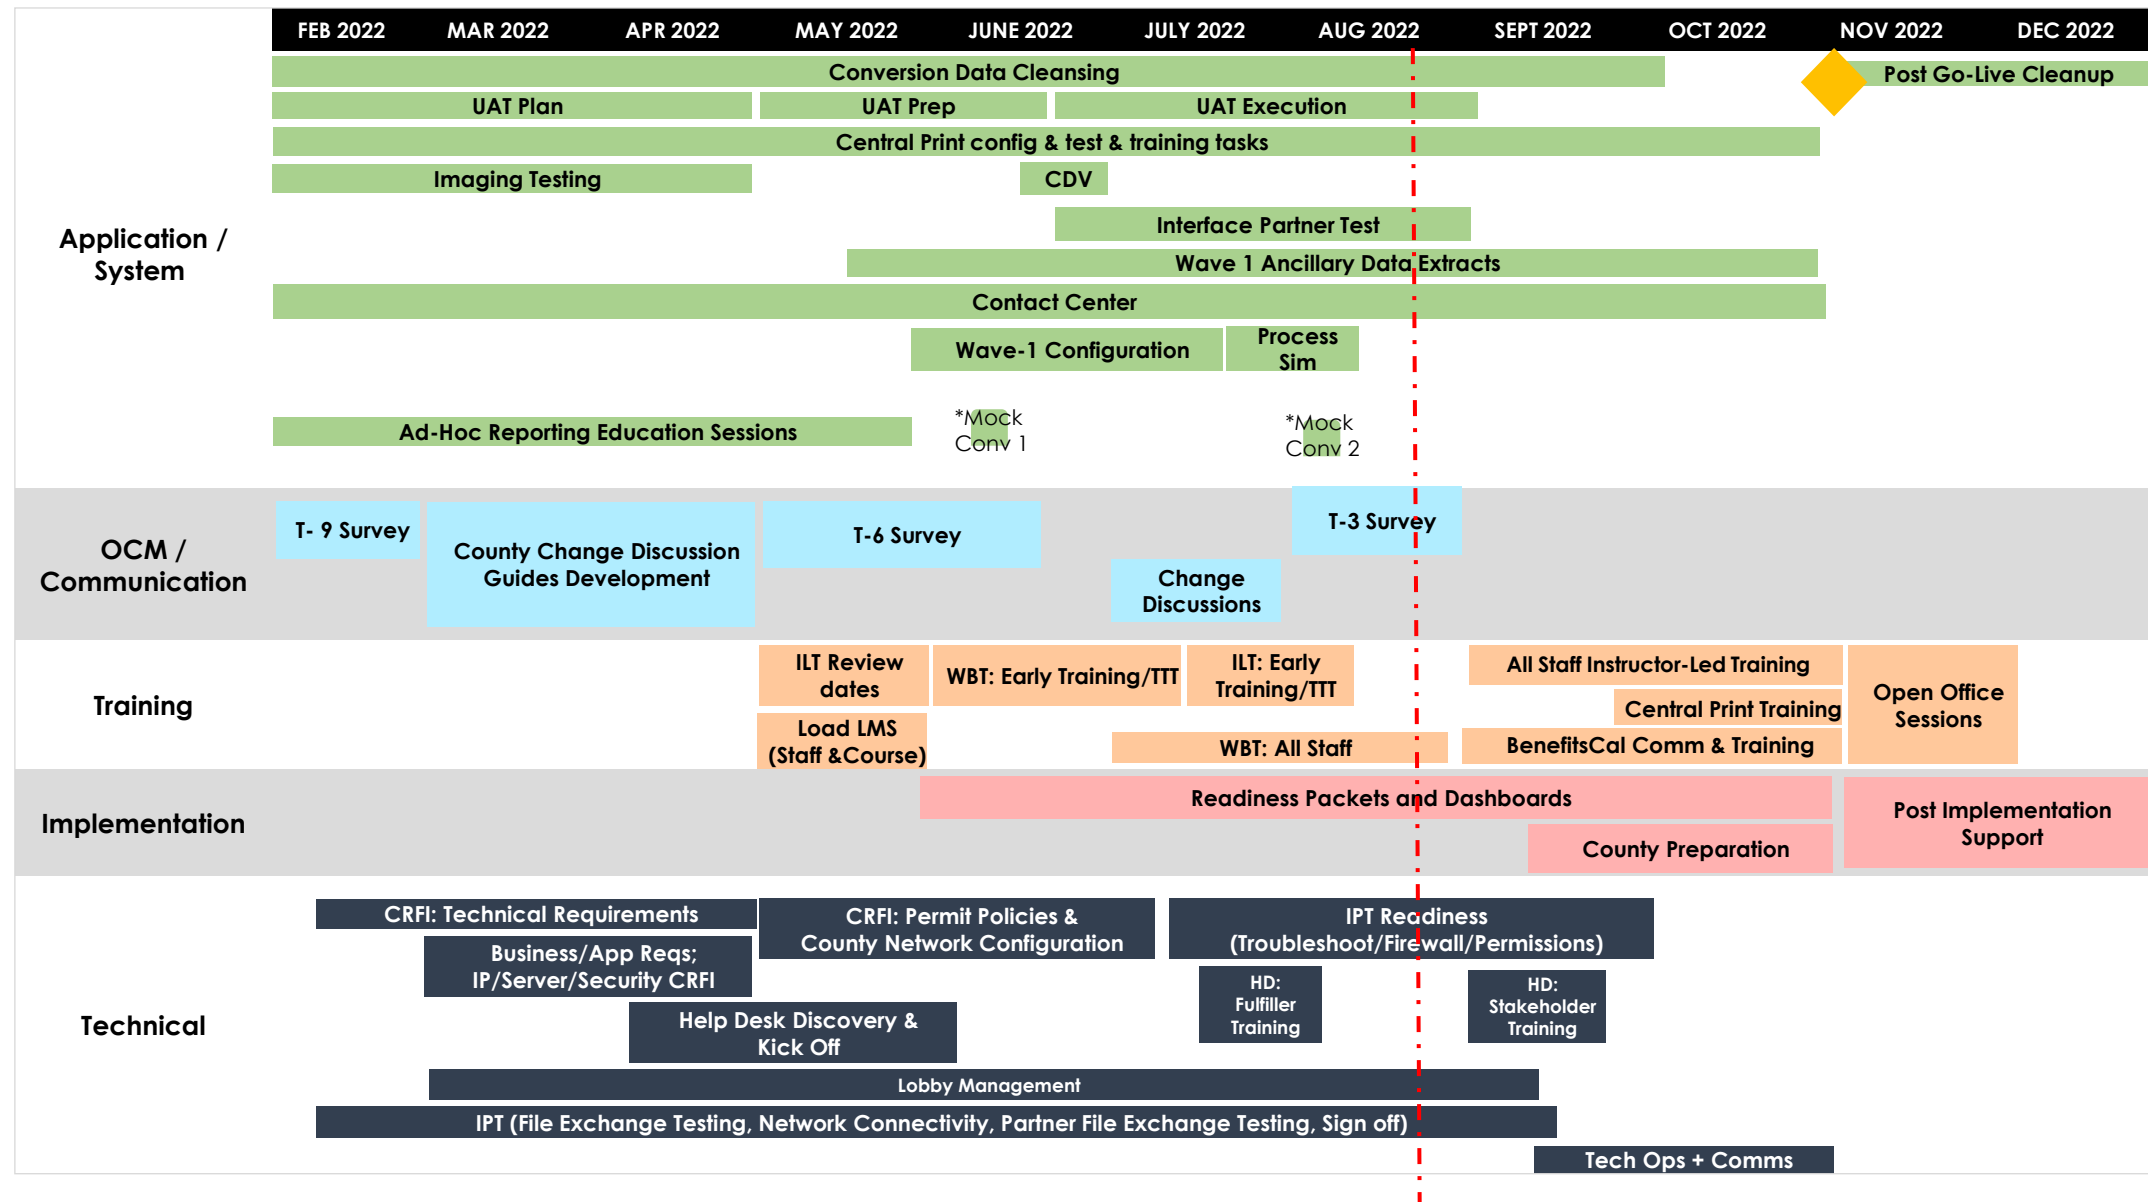 FEB 2022 MAR 2022 APR 2022 MAY 2022 JUNE 2022 JULY 2022 AUG 2022 SEPT 2022 OCT 2022 NOV 2022 DEC 2022
Application /
System
Conversion Data Cleansing
Post Go-Live Cleanup
UAT Plan
UAT Prep
UAT Execution
Central Print config & test & training tasks
Imaging Testing
CDV
Interface Partner Test
Wave 1 Ancillary Data Extracts
Contact Center
Wave-1 Configuration
Process
Sim
Ad-Hoc Reporting Education Sessions
*Mock
Conv 1
*Mock
Conv 2
OCM /
Communication
T- 9 Survey
County Change Discussion
Guides Development
T-6 Survey
Change
Discussions
T-3 Survey
Training
ILT Review
dates
WBT: Early Training/TTT
ILT: Early
Training/TTT
All Staff Instructor-Led Training
Central Print Training
Open Office
Sessions
Load LMS
(Staff &Course)
WBT: All Staff
BenefitsCal Comm & Training
Implementation
Readiness Packets and Dashboards
County Preparation
Post Implementation
Support
Technical
CRFI: Technical Requirements
CRFI: Permit Policies &
County Network Configuration
IPT Readiness
(Troubleshoot/Firewall/Permissions)
Business/App Reqs;
IP/Server/Security CRFI
HD:
Fulfiller
Training
HD:
Stakeholder
Training
Help Desk Discovery &
Kick Off
Lobby Management
IPT (File Exchange Testing, Network Connectivity, Partner File Exchange Testing, Sign off)
Tech Ops + Comms